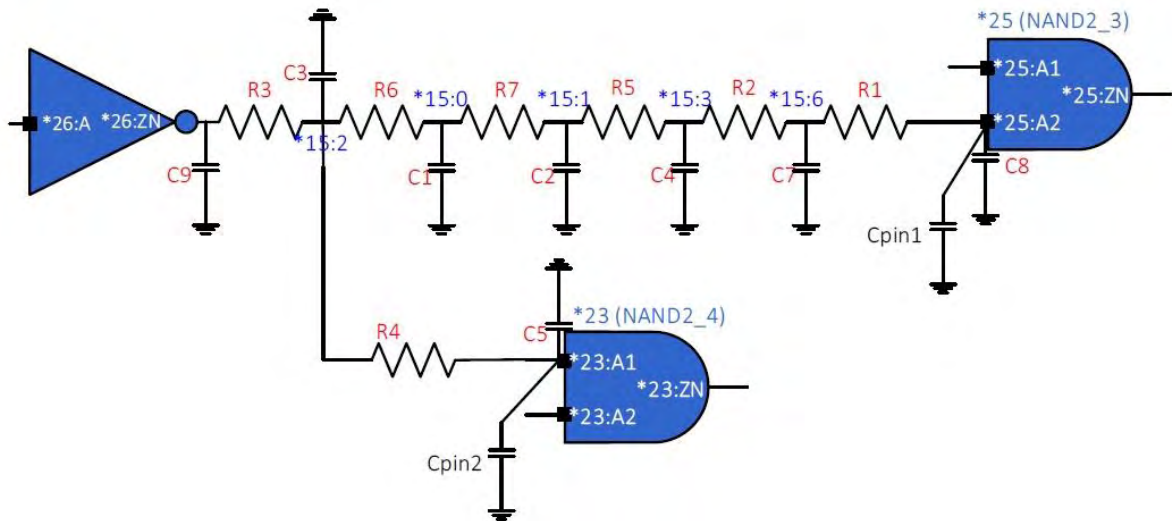 *25 (NAND2_3)
C3
R3
R6
*15:0
R7
*15:1
R5
*15:3
R2
*15:6
R1
*25:A1
*25:ZN
*25:A2
*26:A
*26:ZN
*15:2
C9
C1
C2
C4
C7
C8
Cpin1
*23 (NAND2_4)
C5
R4
*23:A1
*23:ZN
*23:A2
Cpin2